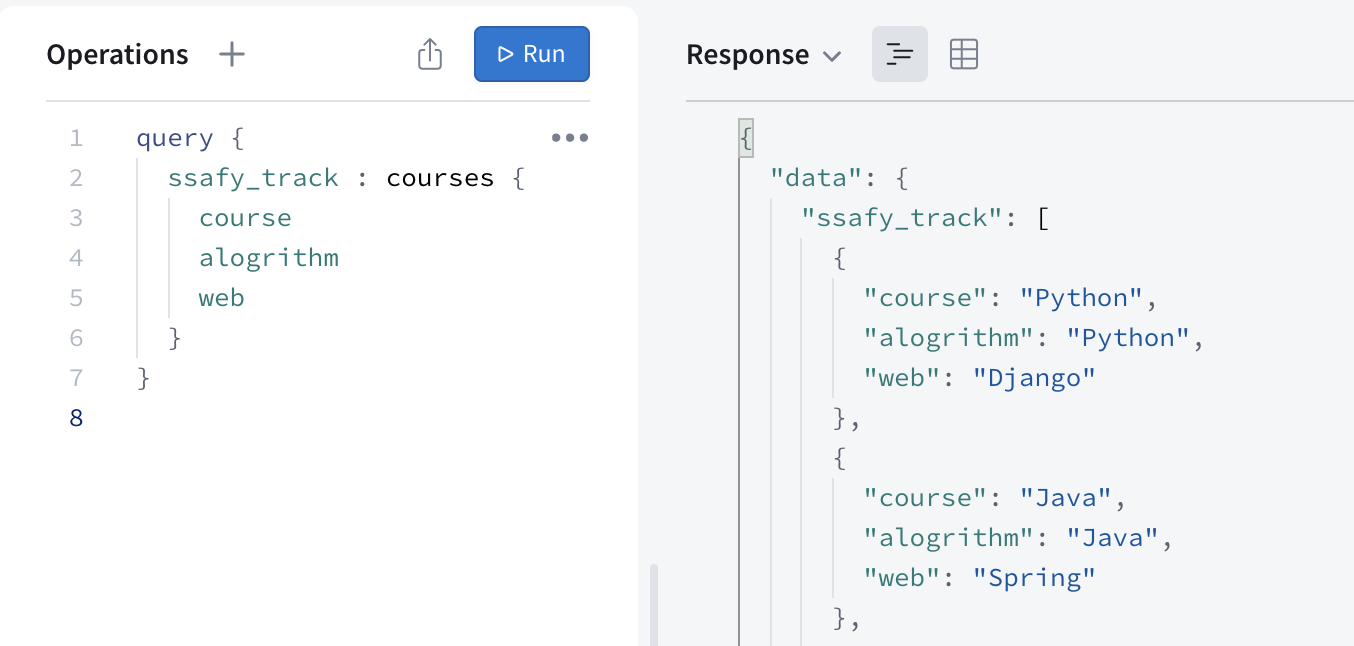 Operations +
Run
1 query {
2 ssafy_track : courses {
3 course
4 alogrithm
5 web
6 }
7 }
8
Response
{
"data": {
"ssafy_track": [
{
"course": "Python",
"alogrithm": "Python",
"web": "Django"
},
{
"course": "Java",
"alogrithm": "Java",
"web": "Spring"
},